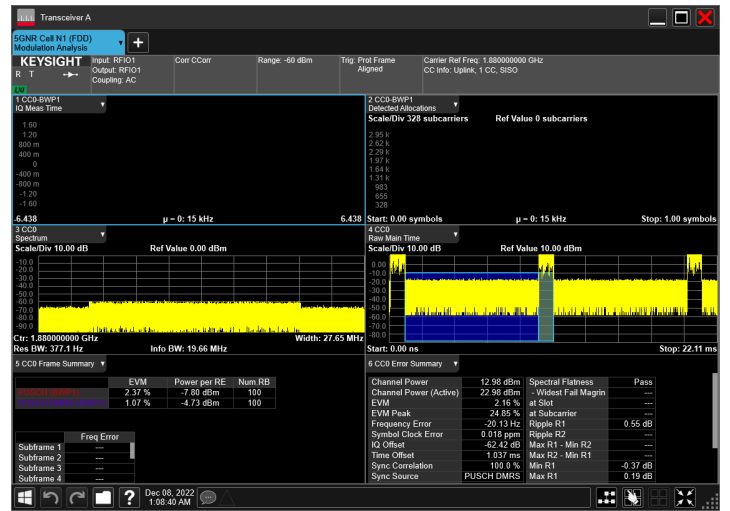 Transceiver A
5GNR Cell N1 (FDD)
Modulation Analysis
KEYSIGHT
R T
LXI
Input: RFIO1
Output: RFIO1
Coupling: AC
Corr CCorr
Range: -60 dBm
Trig: Prot Frame
Aligned
Carrier Ref Freq: 1.880000000 GHz
CC Info: Uplink, 1 CC, SISO
1 CC0-BWP1
IQ Meas Time
1.60
1.20
800 m
400 m
0
-400 m
-800 m
-1.20
-1.60
-6.438
μ = 0: 15 kHz
6.438
2 CC0-BWP1
Detected Allocations
Scale/Div 328 subcarriers
Ref Value 0 subcarriers
2.95 k
2.62 k
2.29 k
1.97 k
1.64 k
1.31 k
983
655
328
Start: 0.00 symbols
μ = 0: 15 kHz
Stop: 1.00 symbols
3 CC0
Spectrum
Scale/Div 10.00 dB
Ref Value 0.00 dBm
-10.0
-20.0
-30.0
-40.0
-50.0
-60.0
-70.0
-80.0
-90.0
Ctr: 1.880000000 GHz
Width: 27.65 MHz
Res BW: 377.1 Hz
Info BW: 19.66 MHz
4 CC0
Raw Main Time
Scale/Div 10.00 dB
Ref Value 10.00 dBm
0.00
-10.0
-20.0
-30.0
-40.0
-50.0
-60.0
-70.0
-80.0
Start: 0.00 ns
Stop: 22.11 ms
5 CC0 Frame Summary
EVM Power per RE Num.RB
2.37 % -7.80 dBm 100
1.07 % -4.73 dBm 100
Freq Error
Subframe 1 ---
Subframe 2 ---
Subframe 3 ---
Subframe 4 ---
6 CC0 Error Summary
Channel Power 12.98 dBm
Channel Power (Active) 22.98 dBm
EVM 2.16 %
EVM Peak 24.85 %
Frequency Error -20.13 Hz
Symbol Clock Error 0.018 ppm
IQ Offset -62.42 dB
Time Offset 1.037 ms
Sync Correlation 100.0 %
Sync Source PUSCH DMRS
Spectral Flatness Pass
- Widest Fail Magrin ---
at Slot ---
at Subcarrier ---
Ripple R1 0.55 dB
Ripple R2 ---
Max R1 - Min R2 ---
Max R2 - Min R1 ---
Min R1 -0.37 dB
Max R1 0.19 dB
?
Dec 08, 2022
1:08:40 AM